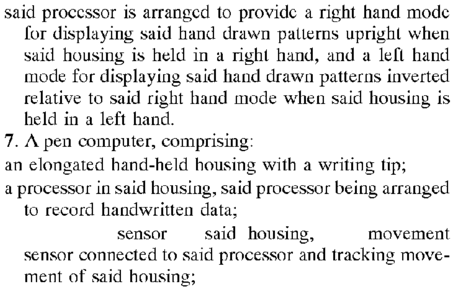 said processor is arranged to provide a right hand mode
for displaying said hand drawn patterns upright when
said housing is held in a right hand, and a left hand
mode for displaying said hand drawn patterns inverted
relative to said right hand mode when said housing is
held in a left hand.
7. A pen computer, comprising:
an elongated hand-held housing with a writing tip;
a processor in said housing, said processor being arranged
to record handwritten data;
sensor said housing, movement
sensor connected to said processor and tracking move-
ment of said housing;